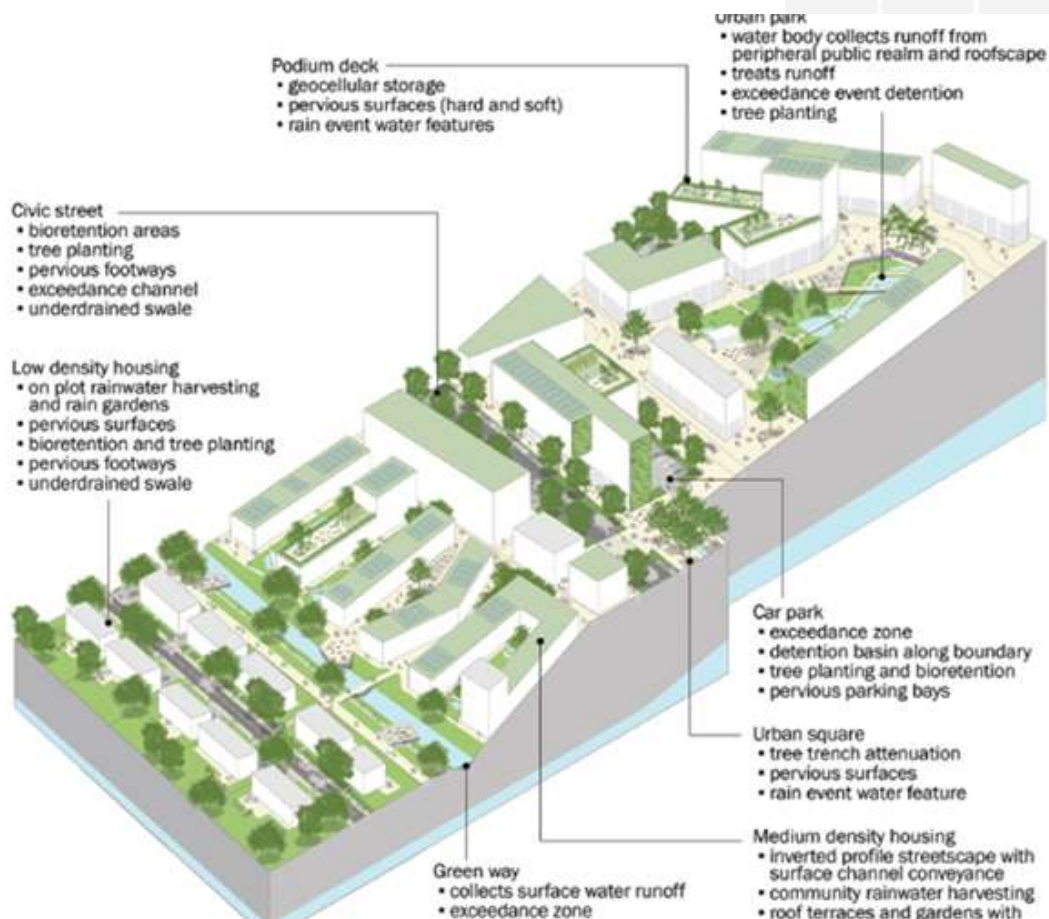 Urban park
• water body collects runoff from
peripheral public realm and roofscape
• treats runoff
• exceedance event detention
• tree planting
Podium deck
• geocellular storage
• pervious surfaces (hard and soft)
• rain event water features
Civic street
• bioretention areas
• tree planting
• pervious footways
• exceedance channel
• underdrained swale
Low density housing
• on plot rainwater harvesting
and rain gardens
• pervious surfaces
• bioretention and tree planting
• pervious footways
• underdrained swale
Car park
• exceedance zone
• detention basin along boundary
• tree planting and bioretention
• pervious parking bays
Urban square
• tree trench attenuation
• pervious surfaces
• rain event water feature
Medium density housing
• inverted profile streetscape with
surface channel conveyance
• community rainwater harvesting
• roof terraces and gardens with
Green way
• collects surface water runoff
• exceedance zone